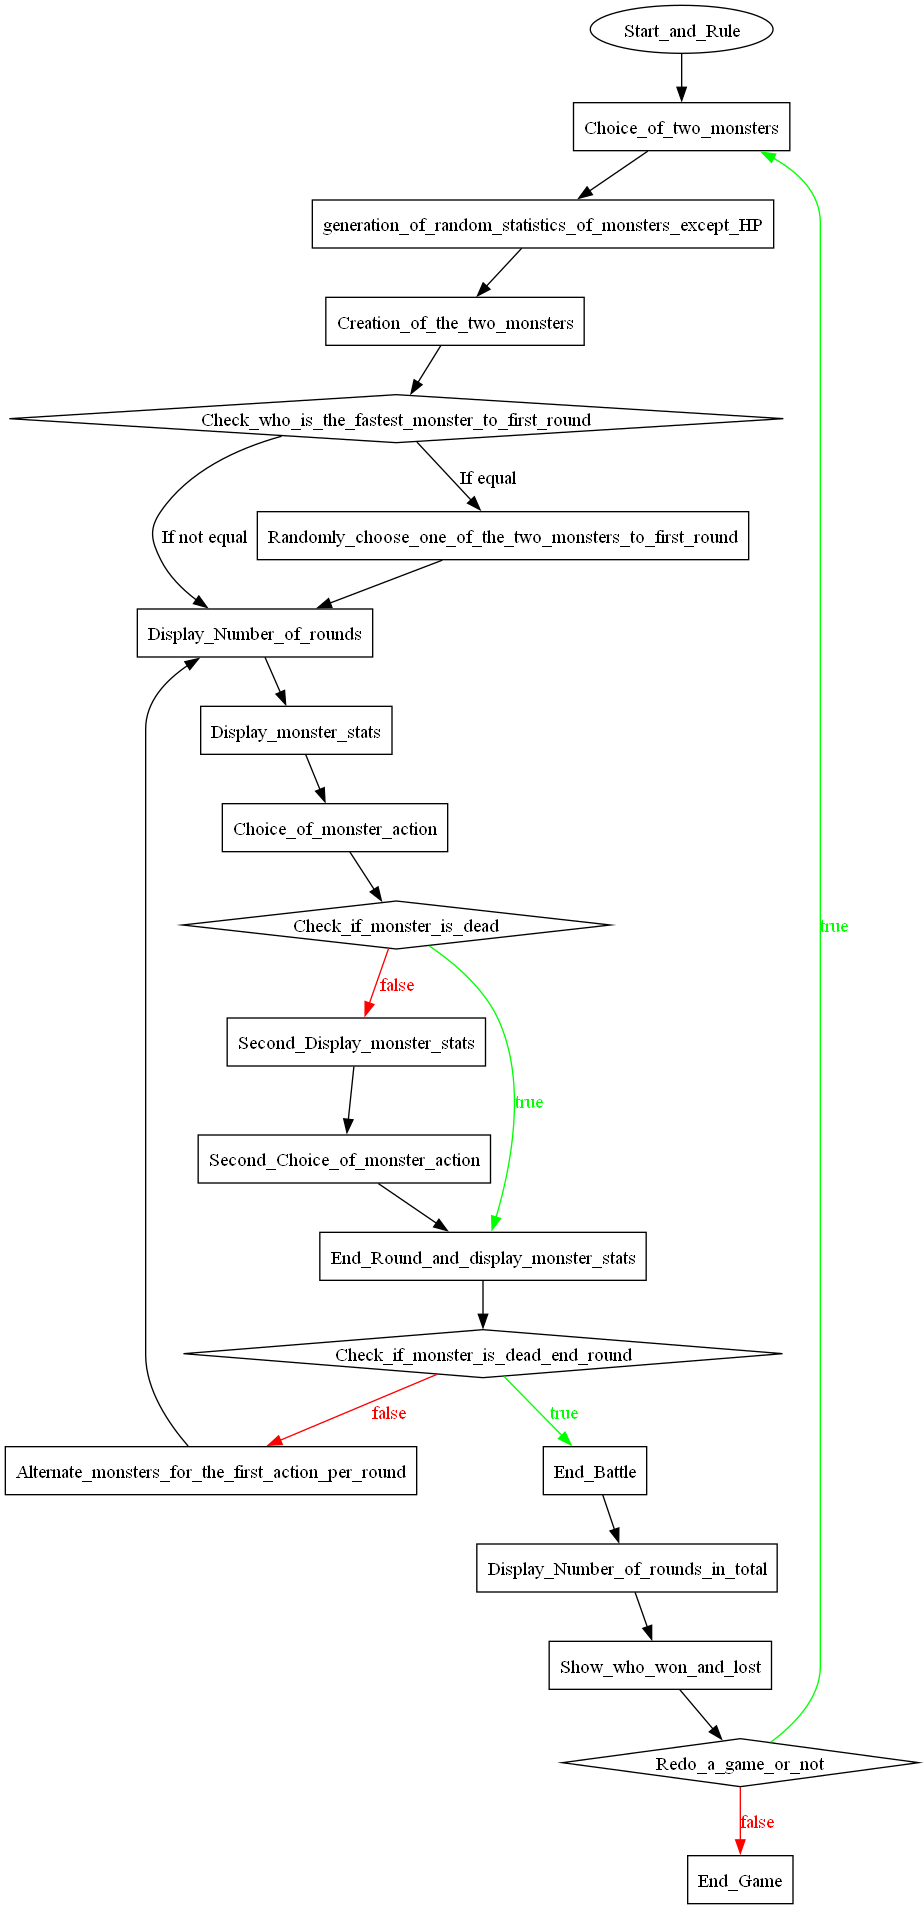 Start_and_Rule
Choice_of_two_monsters
generation_of_random_statistics_of_monsters_except_HP
Creation_of_the_two_monsters
Check_who_is_the_fastest_monster_to_first_round
If equal
If not equal
Randomly_choose_one_of_the_two_monsters_to_first_round
Display_Number_of_rounds
Display_monster_stats
Choice_of_monster_action
Check_if_monster_is_dead
true
false
Second_Display_monster_stats
true
Second_Choice_of_monster_action
End_Round_and_display_monster_stats
Check_if_monster_is_dead_end_round
false
true
Alternate_monsters_for_the_first_action_per_round
End_Battle
Display_Number_of_rounds_in_total
Show_who_won_and_lost
Redo_a_game_or_not
false
End_Game